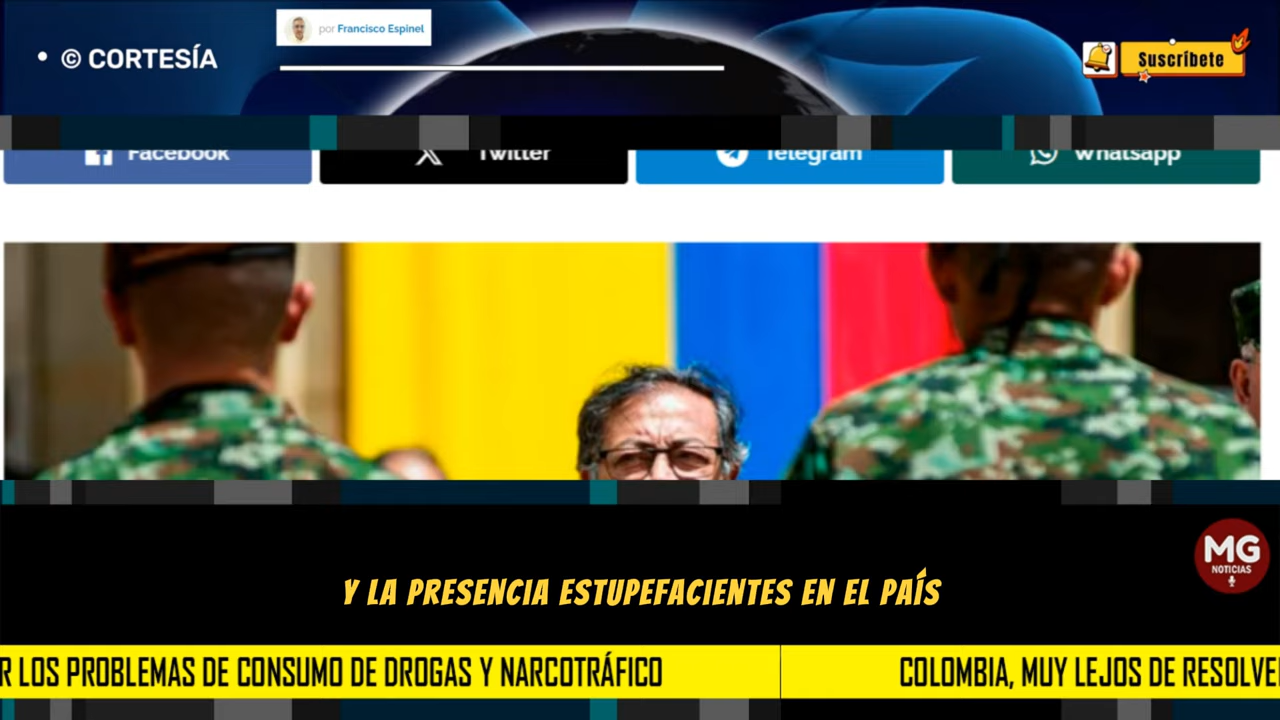 por Francisco Espinel
• © CORTESÍA
Suscríbete
Facebook
Twitter
Telegram
Whatsapp
MG
NOTICIAS
Y LA PRESENCIA ESTUPEFACIENTES EN EL PAÍS
R LOS PROBLEMAS DE CONSUMO DE DROGAS Y NARCOTRÁFICO
COLOMBIA, MUY LEJOS DE RESOLVE